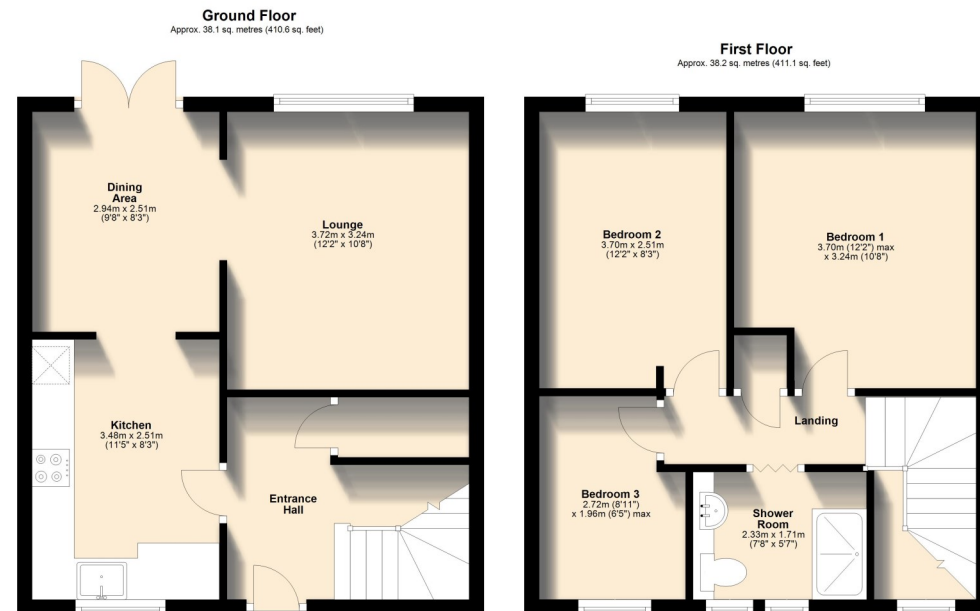 Ground Floor
Approx. 38.1 sq. metres (410.6 sq. feet)
Dining
Area
2.94m x 2.51m
(9'8" x 8'3")
Lounge
3.72m x 3.24m
(12'2" x 10'8")
Kitchen
3.48m x 2.51m
(11'5" x 8'3")
Entrance
Hall
First Floor
Approx. 38.2 sq. metres (411.1 sq. feet)
Bedroom 2
3.70m x 2.51m
(12'2" x 8'3")
Bedroom 1
3.70m (12'2") max
x 3.24m (10'8")
Landing
Bedroom 3
2.72m (8'11")
x 1.96m (6'5") max
Shower
Room
2.33m x 1.71m
(7'8" x 5'7")